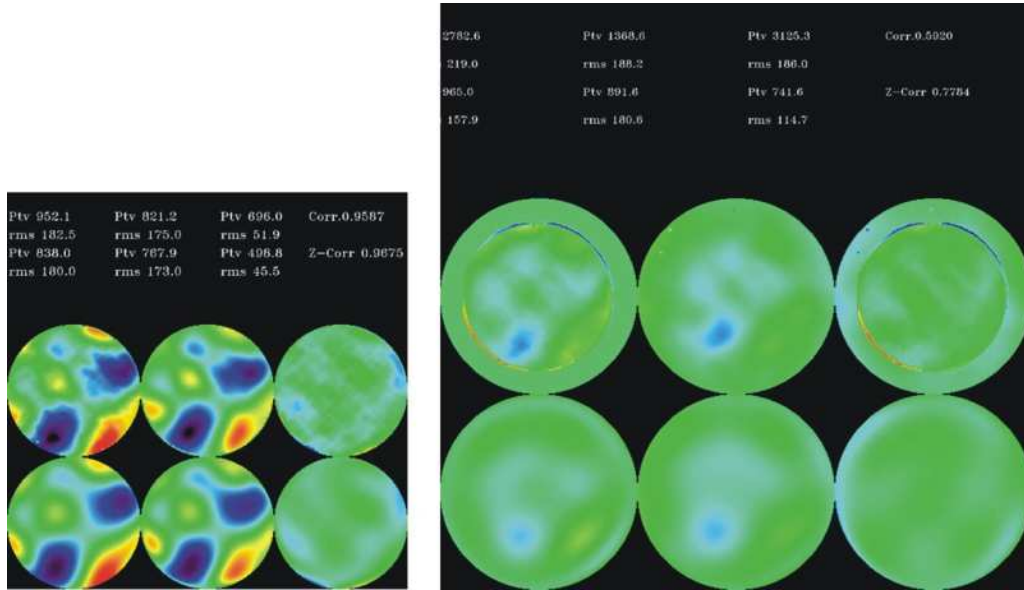 Ptv 952.1 Ptv 821.2 Ptv 696.0 Corr.0.9587
rms 182.5 rms 175.0 rms 51.9
Ptv 838.0 Ptv 767.9 Ptv 498.8 Z-Corr 0.9675
rms 180.0 rms 173.0 rms 45.5
2782.6 Ptv 1368.6 Ptv 3125.3 Corr.0.5920
219.0 rms 188.2 rms 186.0
965.0 Ptv 891.6 Ptv 741.6 Z-Corr 0.7784
157.9 rms 180.6 rms 114.7